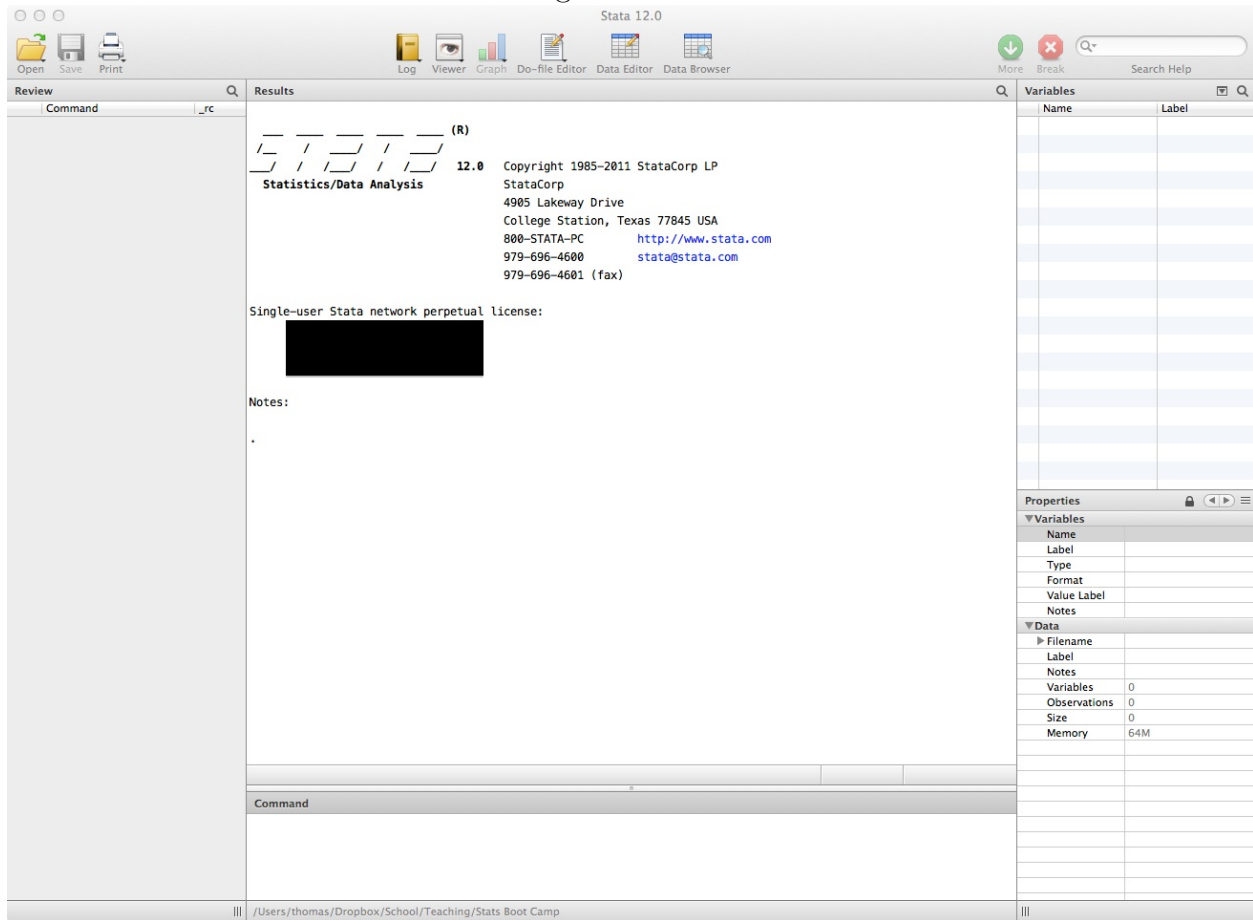 Stata 12.0
Open Save Print Log Viewer Graph Do-file Editor Data Editor Data Browser More Break Search Help
Review
Command _rc
Results
(R)
12.0 Copyright 1985-2011 StataCorp LP
Statistics/Data Analysis StataCorp
4905 Lakeway Drive
College Station, Texas 77845 USA
800-STATA-PC http://www.stata.com
979-696-4600 stata@stata.com
979-696-4601 (fax)
Single-user Stata network perpetual license:
Notes:
.
Command
/Users/thomas/Dropbox/School/Teaching/Stats Boot Camp
Variables
Name Label
Properties
Variables
Name
Label
Type
Format
Value Label
Notes
Data
Filename
Label
Notes
Variables 0
Observations 0
Size 0
Memory 64M